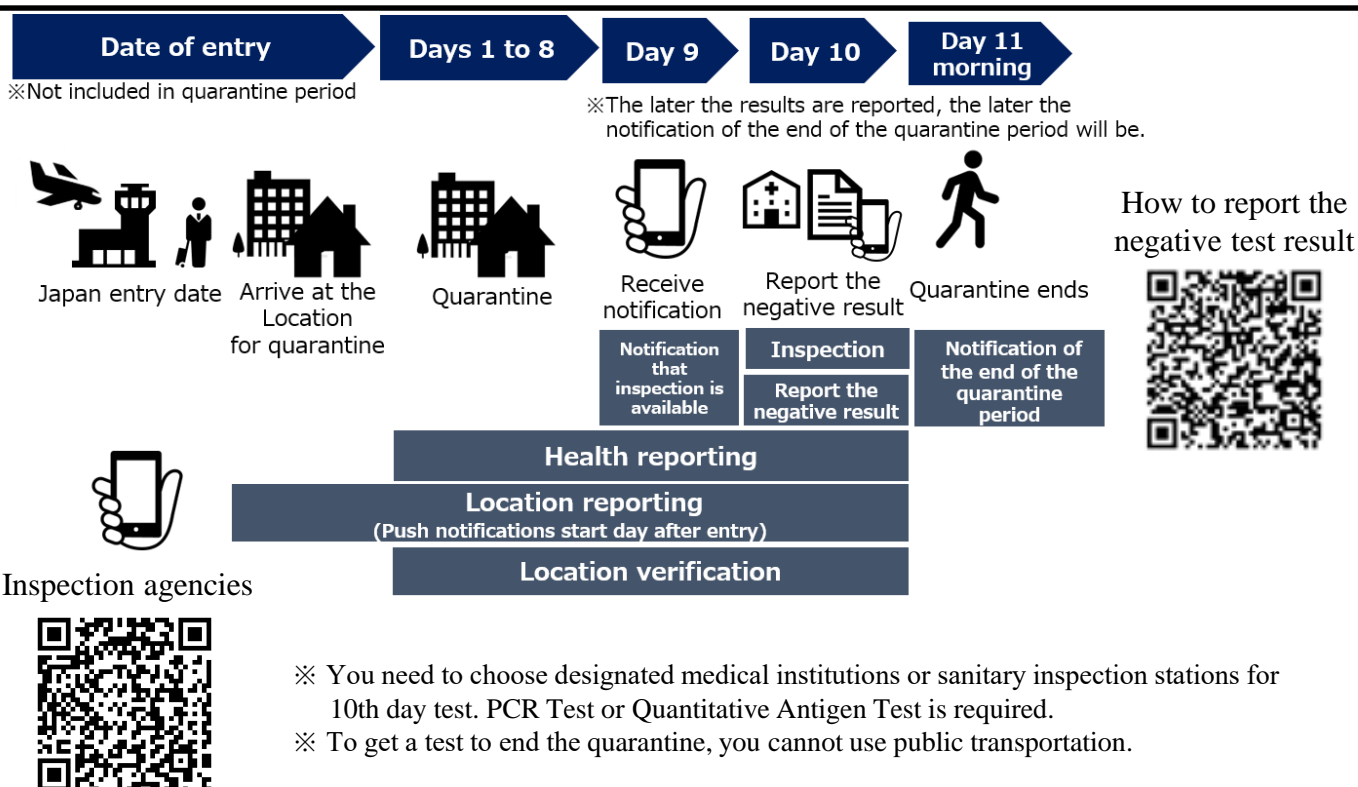 Date of entry
Days 1 to 8
Day 9
Day 10
Day 11
morning
※Not included in quarantine period
※The later the results are reported, the later the
notification of the end of the quarantine period will be.
Japan entry date
Arrive at the
Location
for quarantine
Quarantine
Receive
notification
Report the
negative result
Quarantine ends
How to report the
negative test result
Notification
that
inspection is
available
Inspection
Report the
negative result
Notification of
the end of the
quarantine
period
Health reporting
Location reporting
(Push notifications start day after entry)
Location verification
Inspection agencies
※ You need to choose designated medical institutions or sanitary inspection stations for
10th day test. PCR Test or Quantitative Antigen Test is required.
※ To get a test to end the quarantine, you cannot use public transportation.